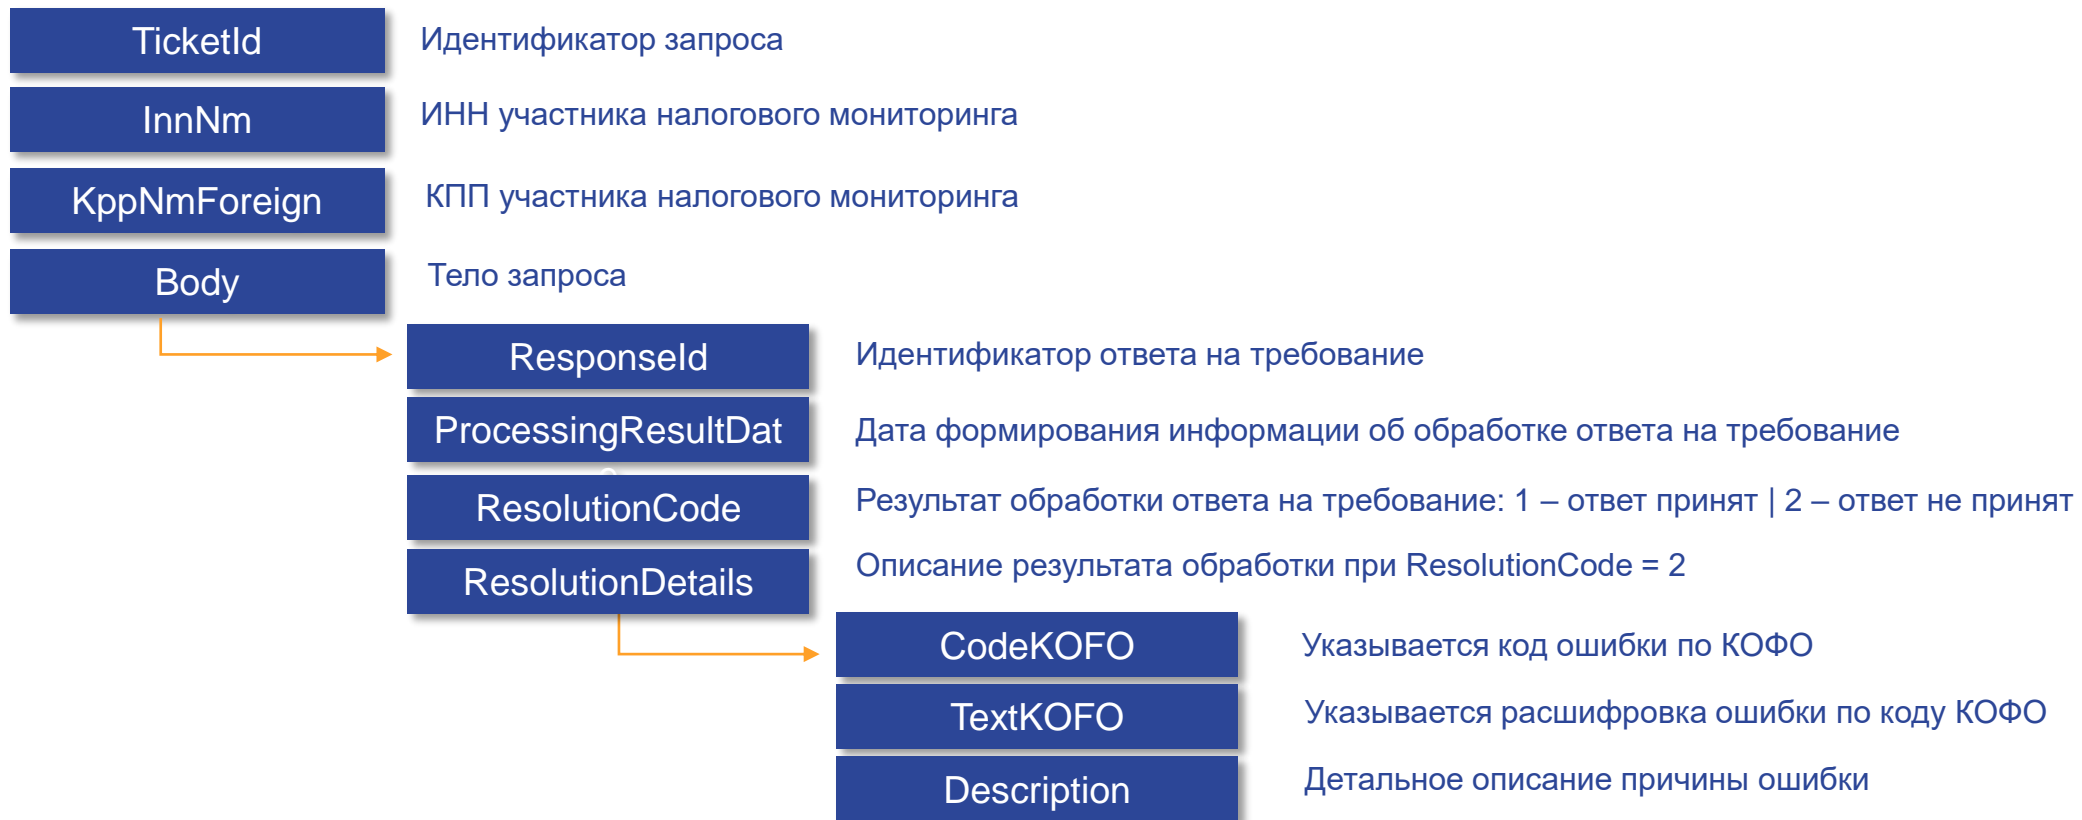 TicketId
Идентификатор запроса
InnNm
ИНН участника налогового мониторинга
KppNmForeign
КПП участника налогового мониторинга
Body
Тело запроса
ResponseId
Идентификатор ответа на требование
ProcessingResultDat
Дата формирования информации об обработке ответа на требование
ResolutionCode
Результат обработки ответа на требование: 1 – ответ принят | 2 – ответ не принят
ResolutionDetails
Описание результата обработки при ResolutionCode = 2
CodeKOFO
Указывается код ошибки по КОФО
TextKOFO
Указывается расшифровка ошибки по коду КОФО
Description
Детальное описание причины ошибки